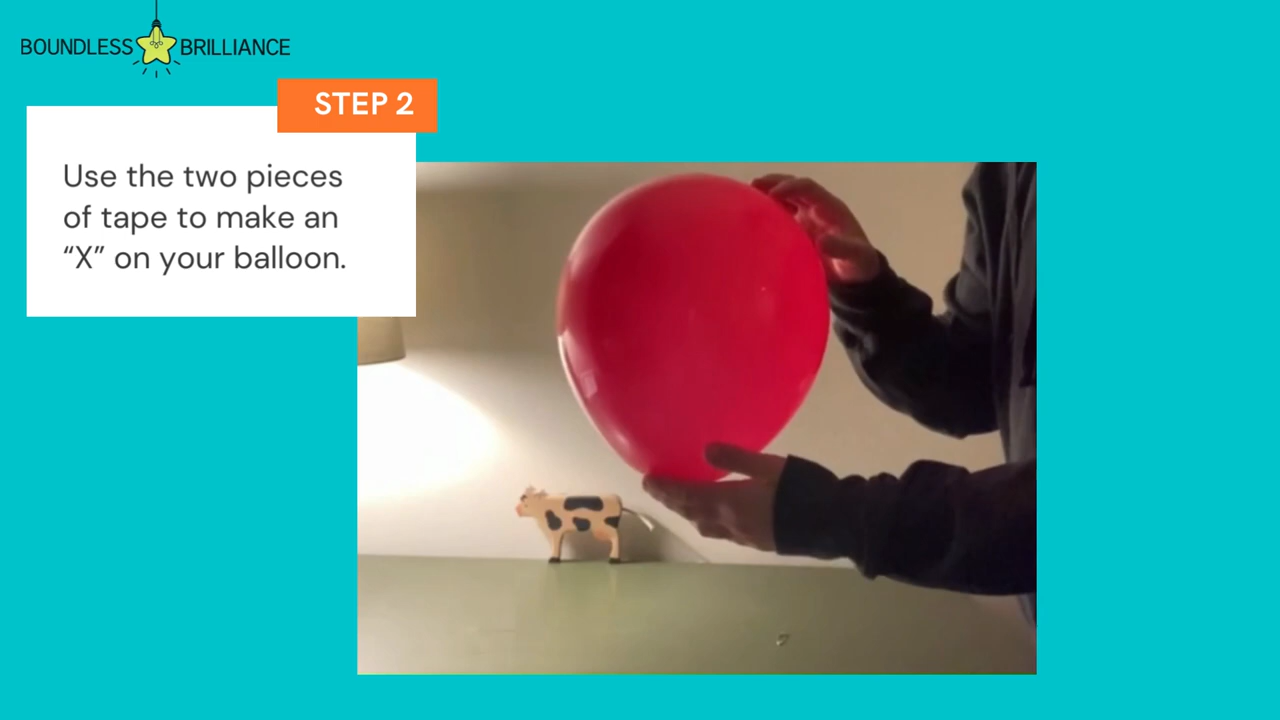 BOUNDLESS BRILLIANCE
STEP 2
Use the two pieces
of tape to make an
“X” on your balloon.